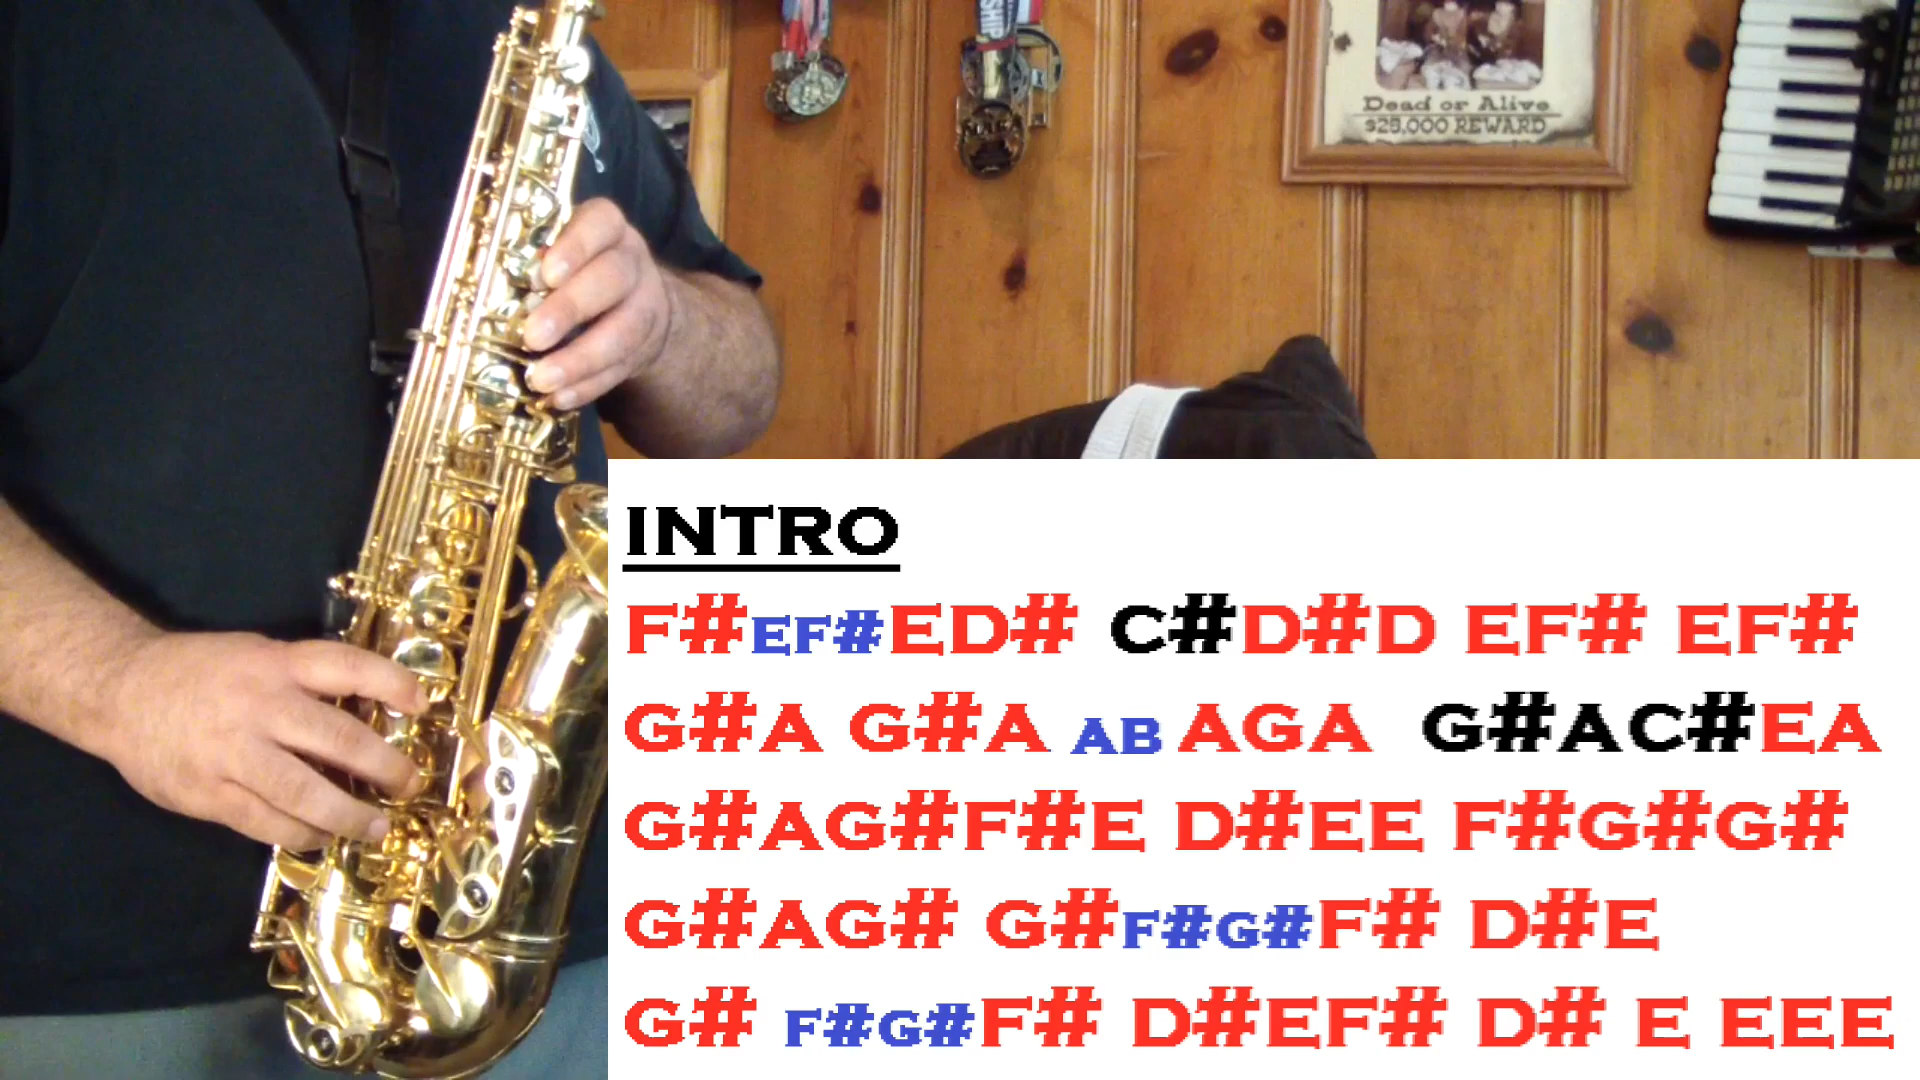 SHIP
Dead or Alive
$25,000 REWARD
INTRO
F#EF#ED# C#D#D EF# EF#
G#A G#A AB AGA G#AC#EA
G#AG#F#E D#EE F#G#G#
G#AG# G#F#G#F# D#E
G# F#G#F# D#EF# D# E EEE